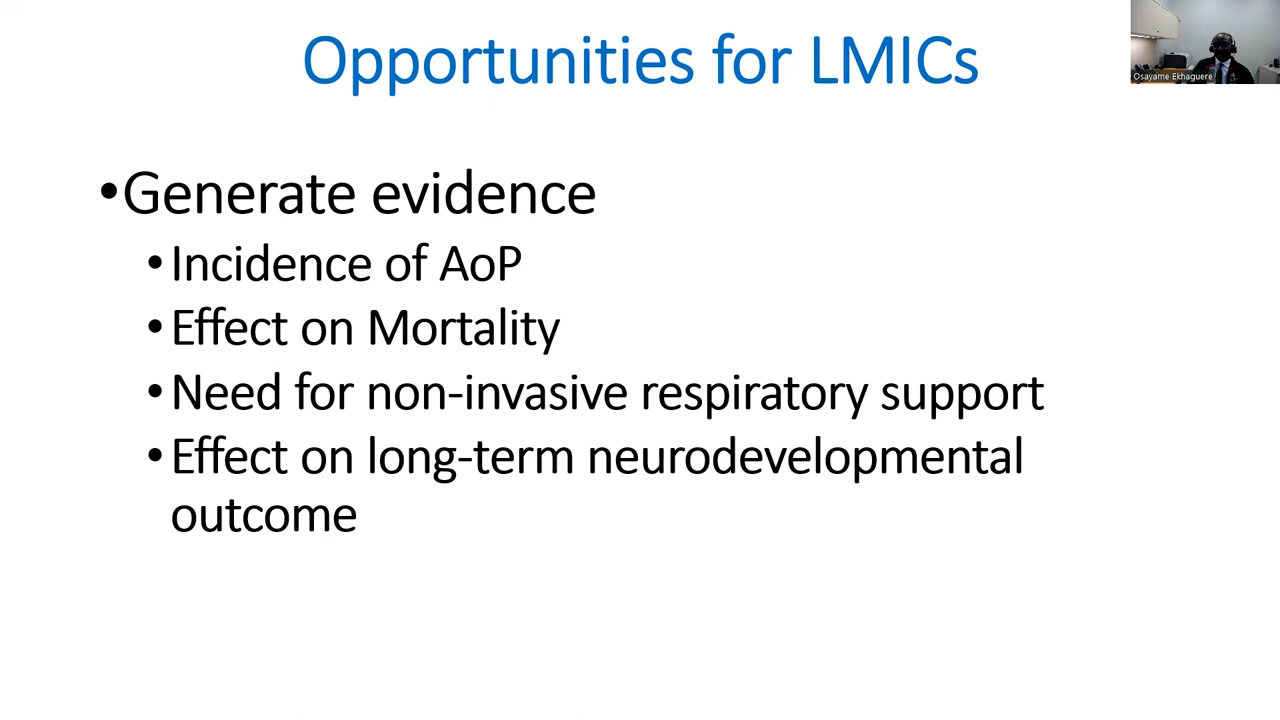 Opportunities for LMICs
Osayame Ekhaguere
•Generate evidence
•Incidence of AoP
•Effect on Mortality
•Need for non-invasive respiratory support
•Effect on long-term neurodevelopmental
outcome